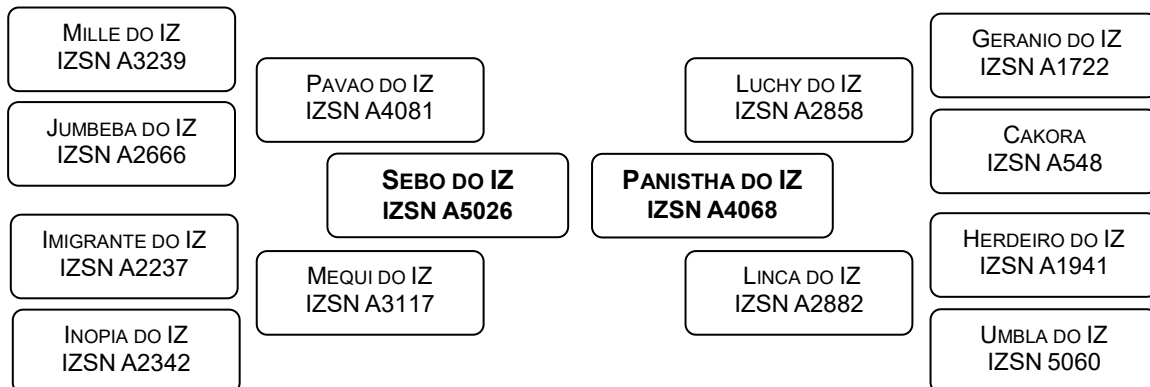 MILLE DO IZ
IZSN A3239
JUMBEBA DO IZ
IZSN A2666
IMIGRANTE DO IZ
IZSN A2237
INOPIA DO IZ
IZSN A2342
PAVAO DO IZ
IZSN A4081
MEQUI DO IZ
IZSN A3117
SEBO DO IZ
IZSN A5026
PANISTHA DO IZ
IZSN A4068
LUCHY DO IZ
IZSN A2858
LINCA DO IZ
IZSN A2882
GERANIO DO IZ
IZSN A1722
CAKORA
IZSN A548
HERDEIRO DO IZ
IZSN A1941
UMBLA DO IZ
IZSN 5060